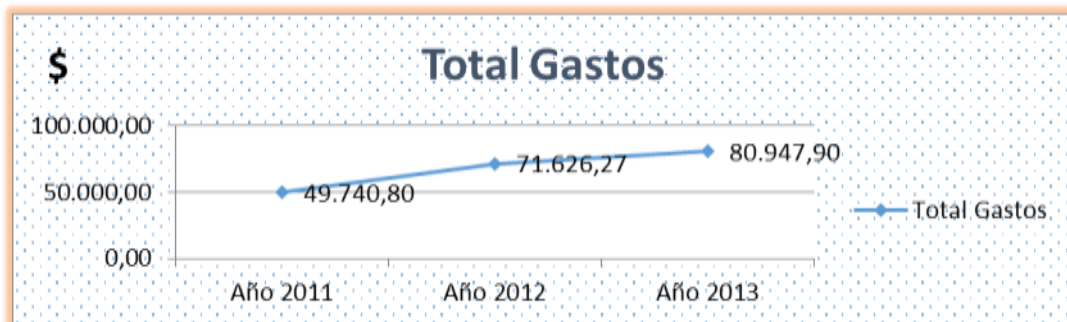 $
Total Gastos
100.000,00
50.000,00
0,00
49.740,80
71.626,27
80.947,90
Total Gastos
Año 2011
Año 2012
Año 2013